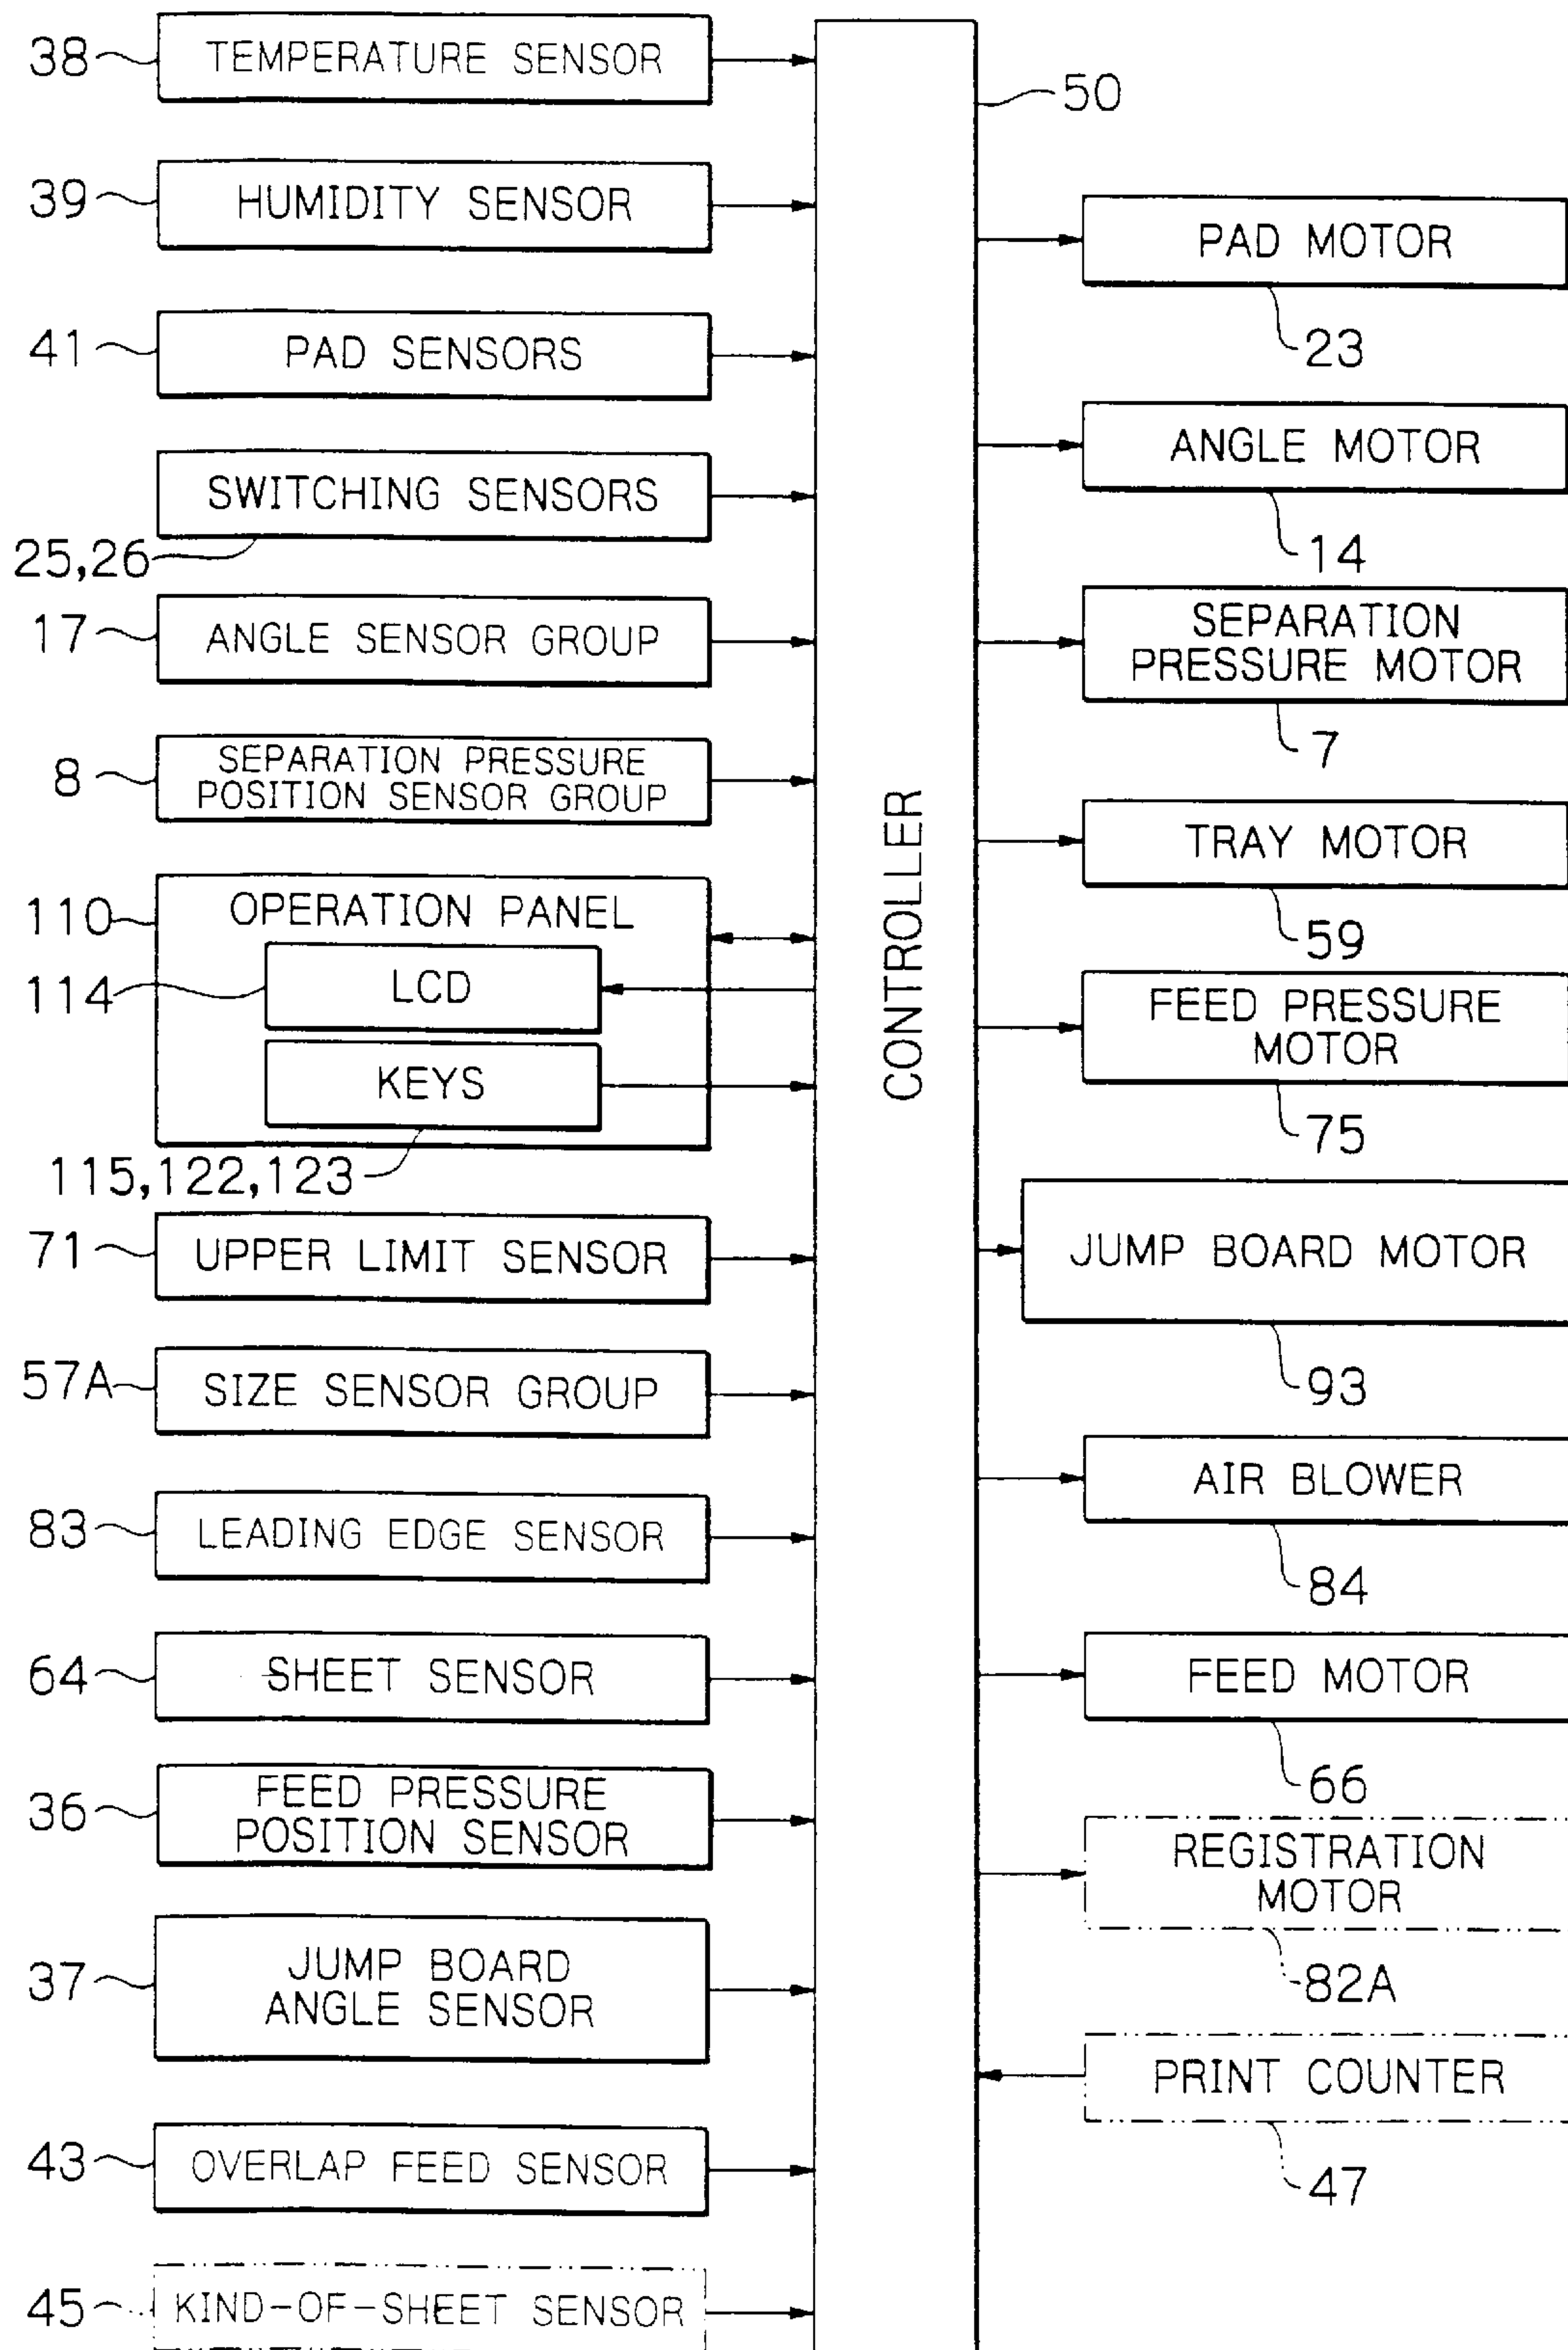 38
TEMPERATURE SENSOR
39
HUMIDITY SENSOR
41
PAD SENSORS
SWITCHING SENSORS
25,26
17
ANGLE SENSOR GROUP
8
SEPARATION PRESSURE
POSITION SENSOR GROUP
110
OPERATION PANEL
114
LCD
KEYS
115,122,123
71
UPPER LIMIT SENSOR
57A
SIZE SENSOR GROUP
83
LEADING EDGE SENSOR
64
SHEET SENSOR
36
FEED PRESSURE
POSITION SENSOR
37
JUMP BOARD
ANGLE SENSOR
43
OVERLAP FEED SENSOR
45
KIND-OF-SHEET SENSOR
CONTROLLER
50
PAD MOTOR
23
ANGLE MOTOR
14
SEPARATION
PRESSURE MOTOR
7
TRAY MOTOR
59
FEED PRESSURE
MOTOR
75
JUMP BOARD MOTOR
93
AIR BLOWER
84
FEED MOTOR
66
REGISTRATION
MOTOR
82A
PRINT COUNTER
47